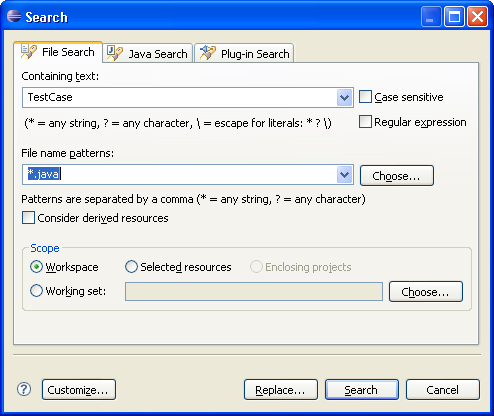 Search
File Search Java Search Plug-in Search
Containing text:
TestCase
Case sensitive
(* = any string, ? = any character, \ = escape for literals: * ? \)
Regular expression
File name patterns:
*.java
Choose...
Patterns are separated by a comma (* = any string, ? = any character)
Consider derived resources
Scope
Workspace Selected resources Enclosing projects
Working set: Choose...
? Customize... Replace... Search Cancel